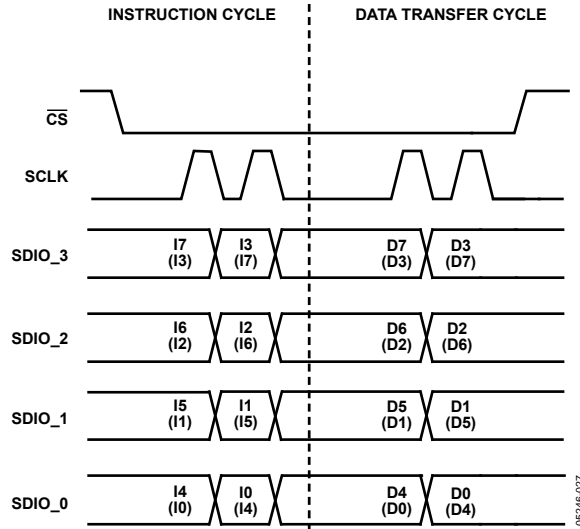 INSTRUCTION CYCLE DATA TRANSFER CYCLE
CS
SCLK
SDIO_3 I7 I3 D7 D3
(I3) (I7) (D3) (D7)
SDIO_2 I6 I2 D6 D2
(I2) (I6) (D2) (D6)
SDIO_1 I5 I1 D5 D1
(I1) (I5) (D1) (D5)
SDIO_0 I4 I0 D4 D0
(I0) (I4) (D0) (D4)
05246-027